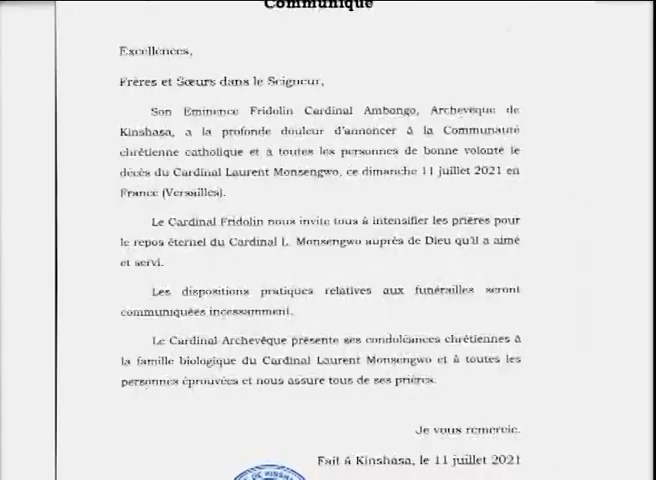 Communiqué
Excellences,
Frères et Sœurs dans le Seigneur,
Son Eminence Fridolin Cardinal Ambongo, Archevêque de
Kinshasa, a la profonde douleur d'annoncer à la Communauté
chrétienne catholique et à toutes les personnes de bonne volonté le
décès du Cardinal Laurent Monsengwo, ce dimanche 11 juillet 2021 en
France (Versailles).
Le Cardinal Fridolin nous invite tous à intensifier les prières pour
le repos éternel du Cardinal L. Monsengwo auprès de Dieu qu'il a aimé
et servi.
Les dispositions pratiques relatives aux funérailles seront
communiquées incessamment.
Le Cardinal Archevêque présente ses condoléances chrétiennes à
la famille biologique du Cardinal Laurent Monsengwo et à toutes les
personnes éprouvées et nous assure tous de ses prières.
Je vous remercie.
Fait à Kinshasa, le 11 juillet 2021
DE KINSHA